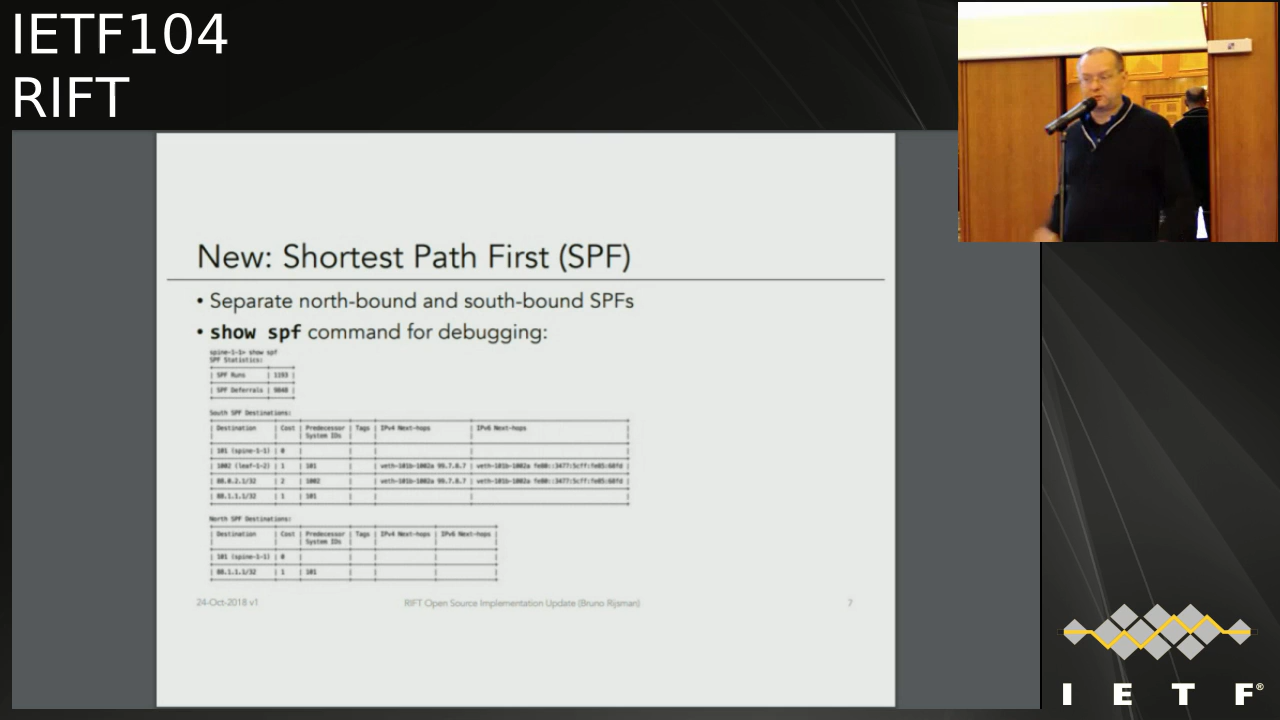 IETF104
RIFT
New: Shortest Path First (SPF)
• Separate north-bound and south-bound SPFs
• show spf command for debugging:
spine-1-1> show spf
SPF Statistics:
| SPF Runs | 1193 |
| SPF Deferrals | 9048 |
South SPF Destinations:
| Destination | Cost | Predecessor | Tags | IPv4 Next-hops | IPv6 Next-hops |
| | | System IDs | | | |
| 101 (spine-1-1) | 0 | | | | |
| 1002 (leaf-1-2) | 1 | 101 | | veth-101b-1002a 99.7.8.7 | veth-101b-1002a fe80::3477:5cff:fe85:68fd |
| 88.0.2.1/32 | 2 | 1002 | | veth-101b-1002a 99.7.8.7 | veth-101b-1002a fe80::3477:5cff:fe85:68fd |
| 88.1.1.1/32 | 1 | 101 | | | |
North SPF Destinations:
| Destination | Cost | Predecessor | Tags | IPv4 Next-hops | IPv6 Next-hops |
| | | System IDs | | | |
| 101 (spine-1-1) | 0 | | | | |
| 88.1.1.1/32 | 1 | 101 | | | |
24-Oct-2018 v1 RIFT Open Source Implementation Update (Bruno Rijsman) 7
I E T F®